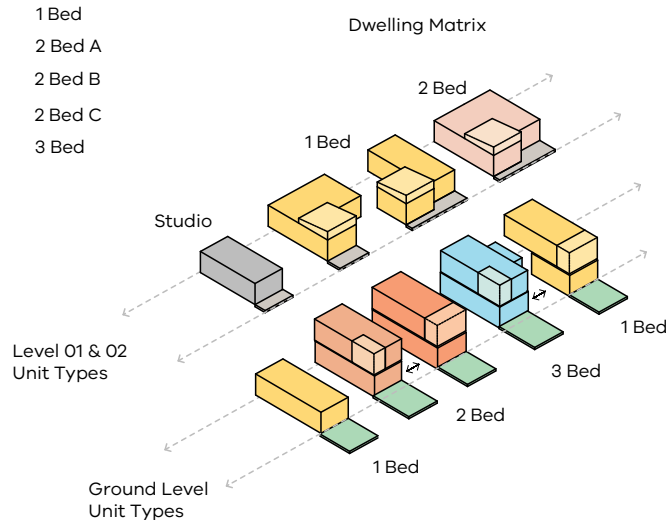 1 Bed
2 Bed A
2 Bed B
2 Bed C
3 Bed
Dwelling Matrix
2 Bed
1 Bed
Studio
Level 01 & 02
Unit Types
1 Bed
3 Bed
2 Bed
1 Bed
Ground Level
Unit Types